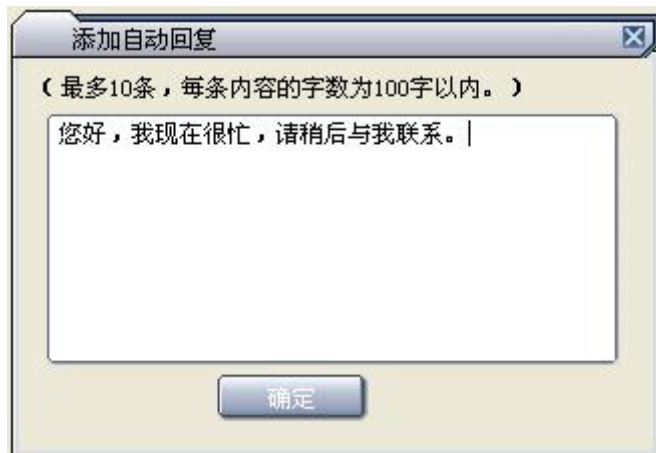 添加自动回复
(最多10条，每条内容的字数为100字以内。)
您好，我现在很忙，请稍后与我联系。
确定